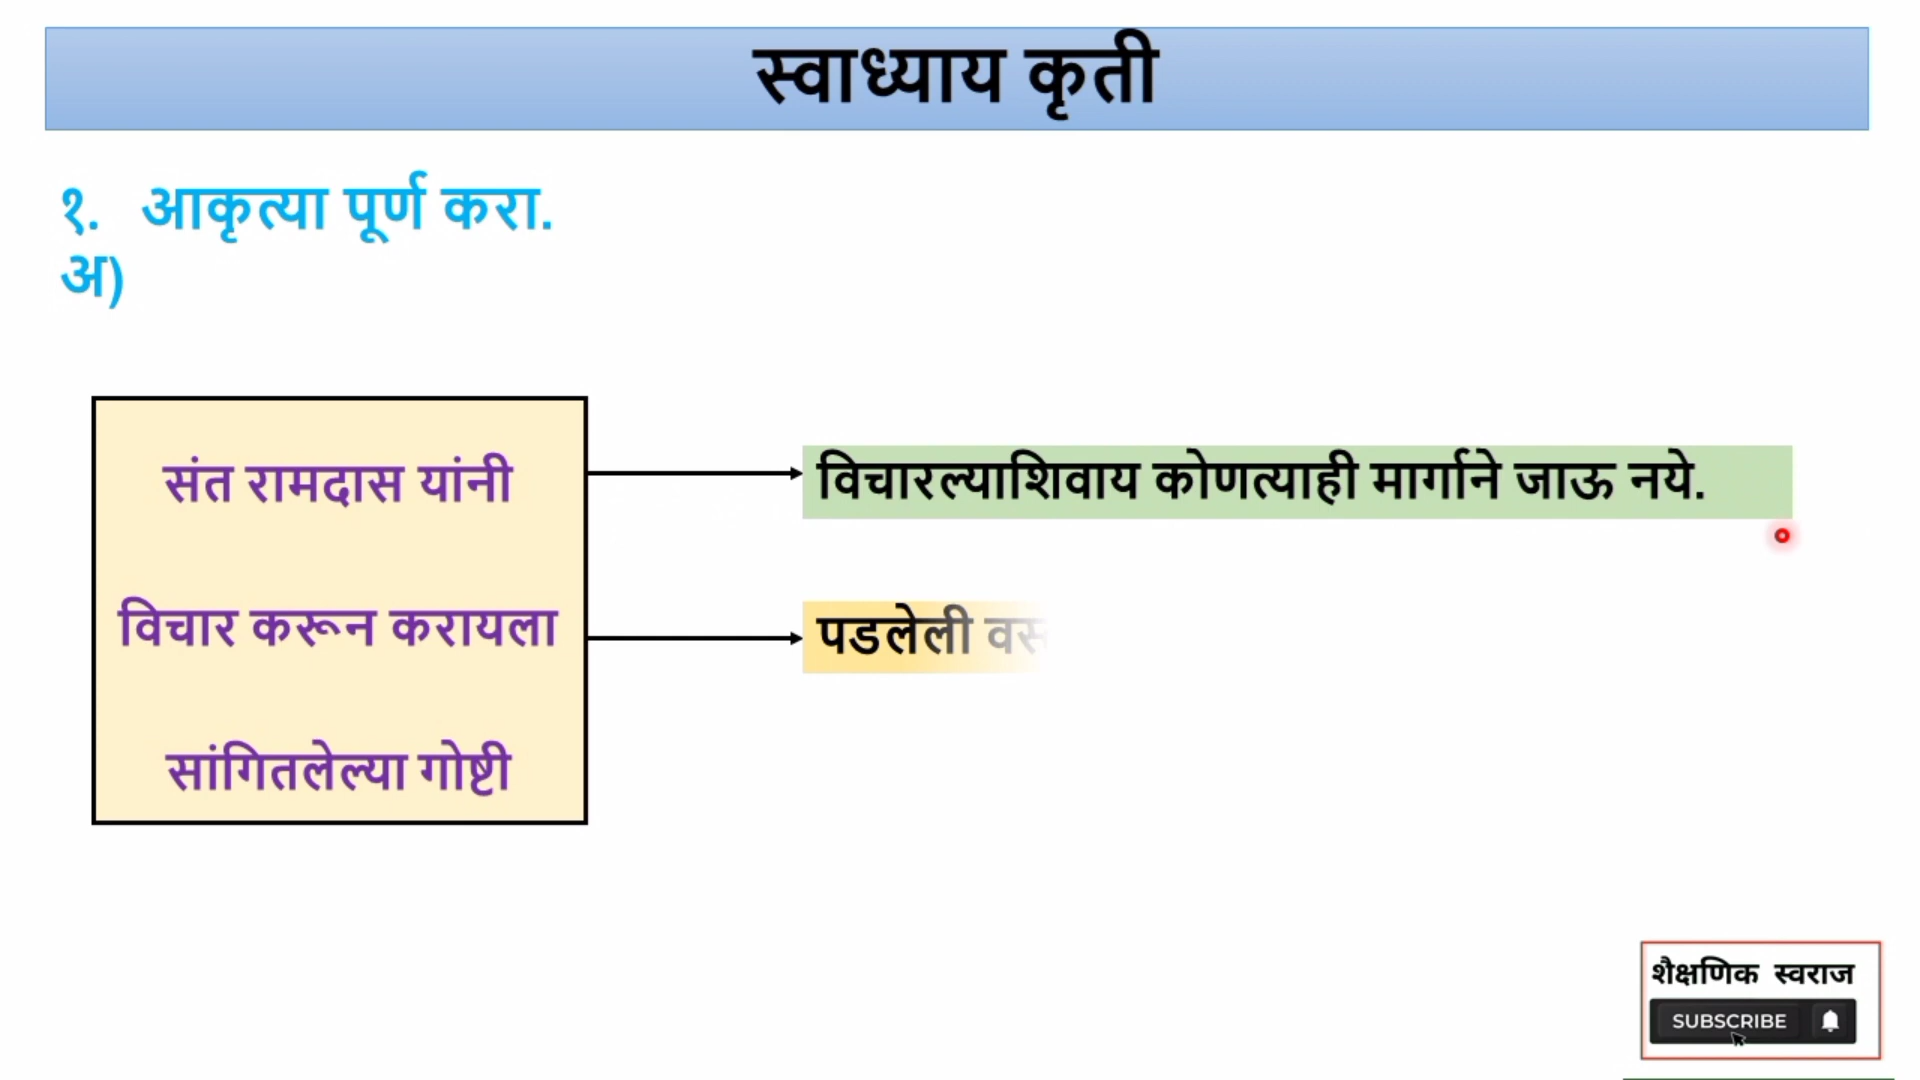 स्वाध्याय कृती
१. आकृत्या पूर्ण करा.
अ)
संत रामदास यांनी
विचार करून करायला
सांगितलेल्या गोष्टी
विचारल्याशिवाय कोणत्याही मार्गाने जाऊ नये.
पडलेली
शैक्षणिक स्वराज
SUBSCRIBE